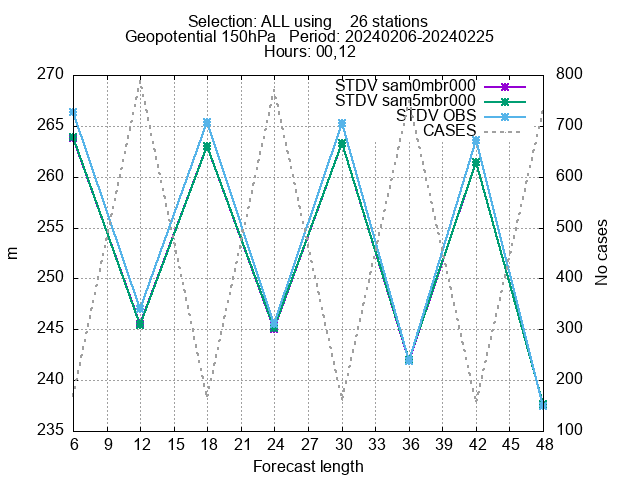 Selection: ALL using    26 stations
Geopotential 150hPa   Period: 20240206-20240225
Hours: 00,12
STDV sam0mbr000
STDV sam5mbr000
STDV OBS
CASES
270
265
260
255
250
245
240
235
m
800
700
600
500
400
300
200
100
No cases
6 9 12 15 18 21 24 27 30 33 36 39 42 45 48
Forecast length